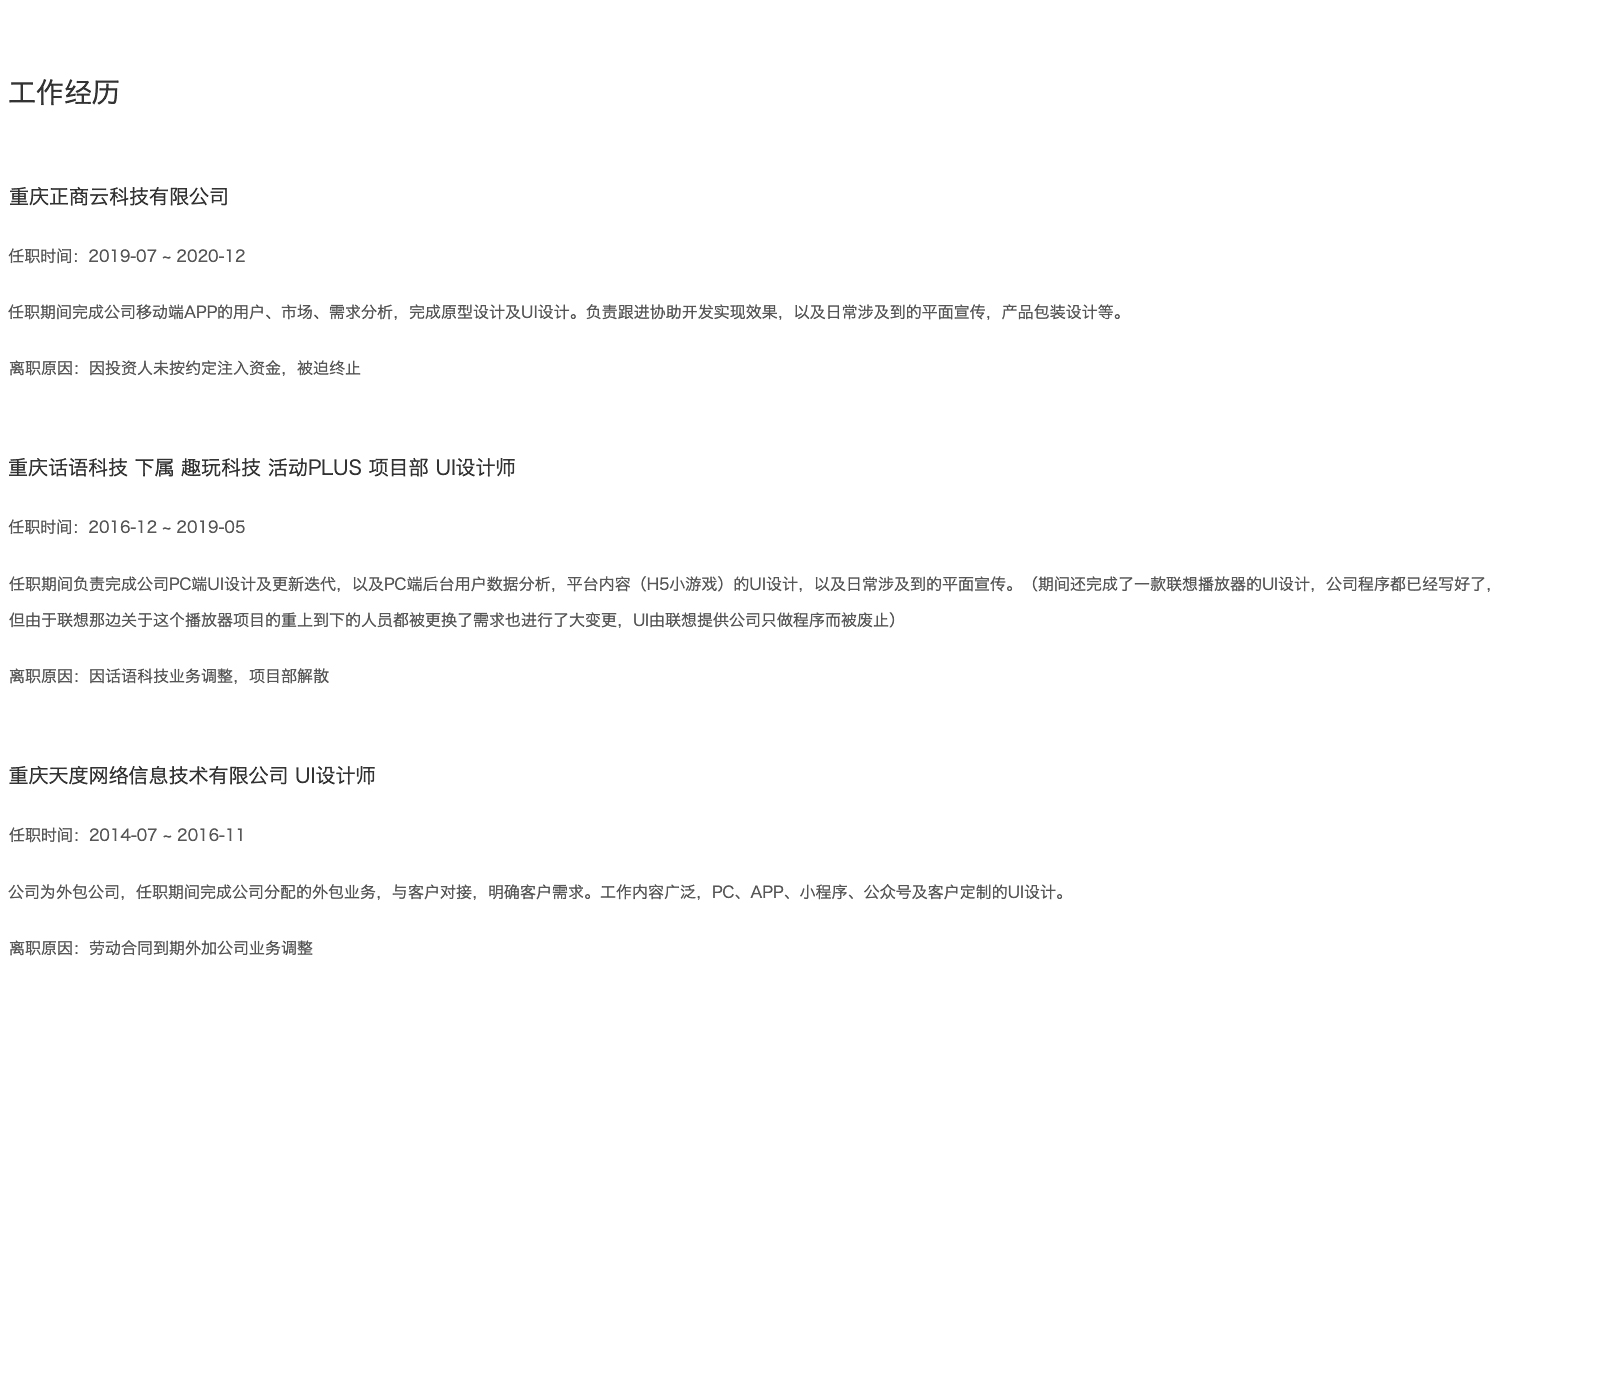 工作经历
重庆正商云科技有限公司
任职时间：2019-07 ~ 2020-12
任职期间完成公司移动端APP的用户、市场、需求分析，完成原型设计及UI设计。负责跟进协助开发实现效果，以及日常涉及到的平面宣传，产品包装设计等。
离职原因：因投资人未按约定注入资金，被迫终止
重庆话语科技 下属 趣玩科技 活动PLUS 项目部 UI设计师
任职时间：2016-12 ~ 2019-05
任职期间负责完成公司PC端UI设计及更新迭代，以及PC端后台用户数据分析，平台内容（H5小游戏）的UI设计，以及日常涉及到的平面宣传。（期间还完成了一款联想播放器的UI设计，公司程序都已经写好了，
但由于联想那边关于这个播放器项目的重上到下的人员都被更换了需求也进行了大变更，UI由联想提供公司只做程序而被废止）
离职原因：因话语科技业务调整，项目部解散
重庆天度网络信息技术有限公司 UI设计师
任职时间：2014-07 ~ 2016-11
公司为外包公司，任职期间完成公司分配的外包业务，与客户对接，明确客户需求。工作内容广泛，PC、APP、小程序、公众号及客户定制的UI设计。
离职原因：劳动合同到期外加公司业务调整